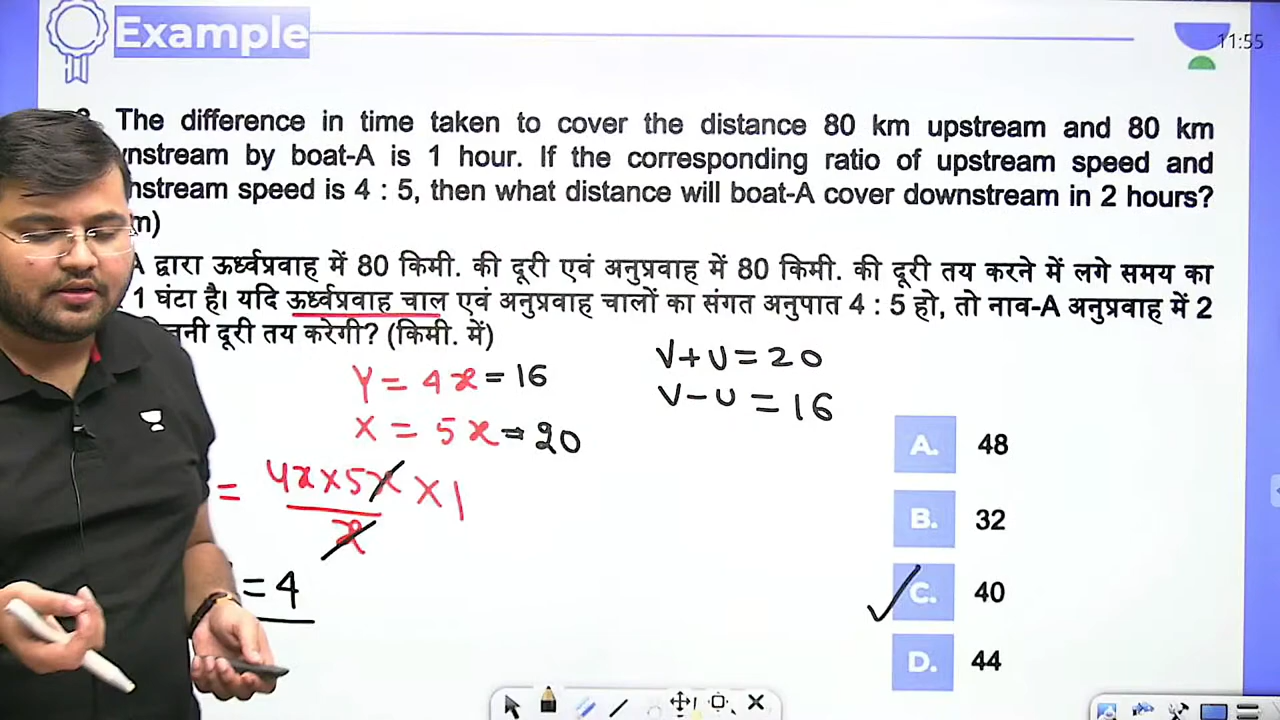 Example
11:55
The difference in time taken to cover the distance 80 km upstream and 80 km
nstream by boat-A is 1 hour. If the corresponding ratio of upstream speed and
nstream speed is 4 : 5, then what distance will boat-A cover downstream in 2 hours?
m)
A द्वारा ऊर्ध्वप्रवाह में 80 किमी. की दूरी एवं अनुप्रवाह में 80 किमी. की दूरी तय करने में लगे समय का
1 घंटा है। यदि ऊर्ध्वप्रवाह चाल एवं अनुप्रवाह चालों का संगत अनुपात 4 : 5 हो, तो नाव-A अनुप्रवाह में 2
तनी दूरी तय करेगी? (किमी. में)
Y = 4x = 16
X = 5x = 20
= 4x×5x × 1
x
= 4
V+U = 20
V-U = 16
A. 48
B. 32
C. 40
D. 44